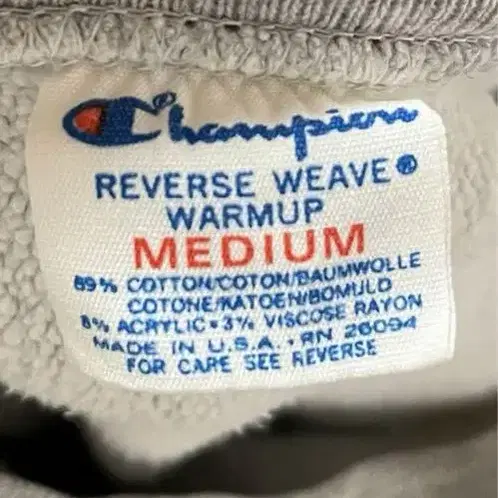 Champion®
REVERSE WEAVE®
WARMUP
MEDIUM
89% COTTON/COTON/BAUMWOLLE
COTONE/KATOEN/BOMULD
8% ACRYLIC • 3% VISCOSE RAYON
MADE IN U.S.A. • RN 26094
FOR CARE SEE REVERSE